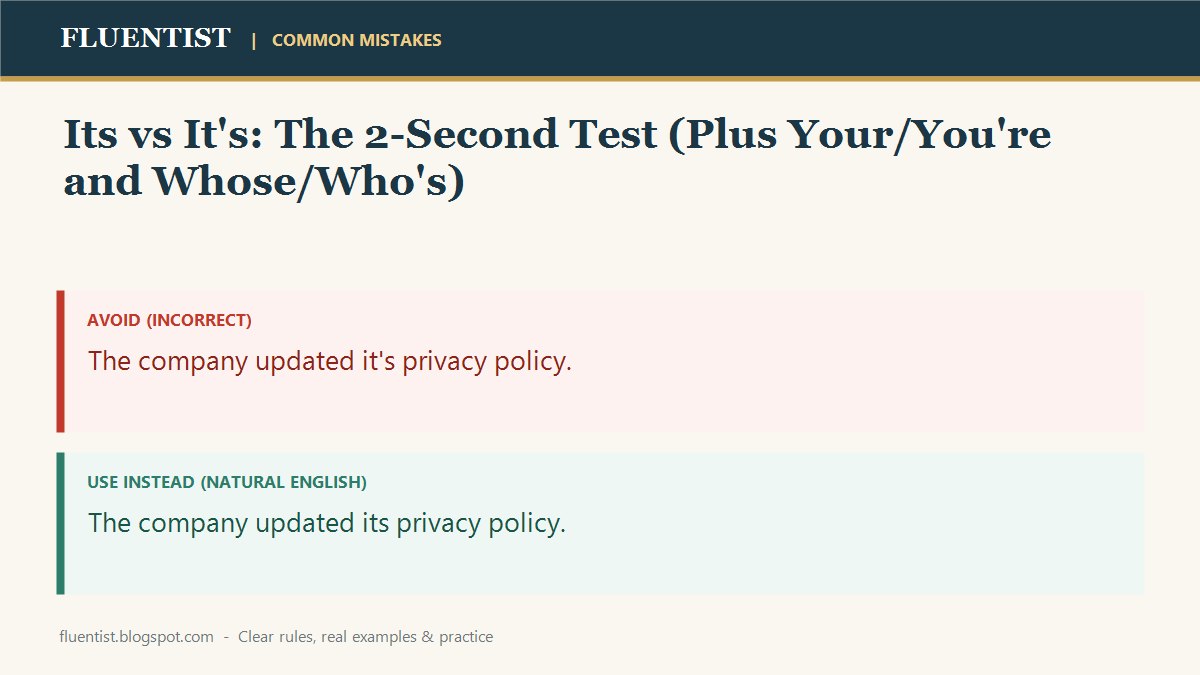 FLUENTIST | COMMON MISTAKES
Its vs It's: The 2-Second Test (Plus Your/You're
and Whose/Who's)
AVOID (INCORRECT)
The company updated it's privacy policy.
USE INSTEAD (NATURAL ENGLISH)
The company updated its privacy policy.
fluentist.blogspot.com - Clear rules, real examples & practice